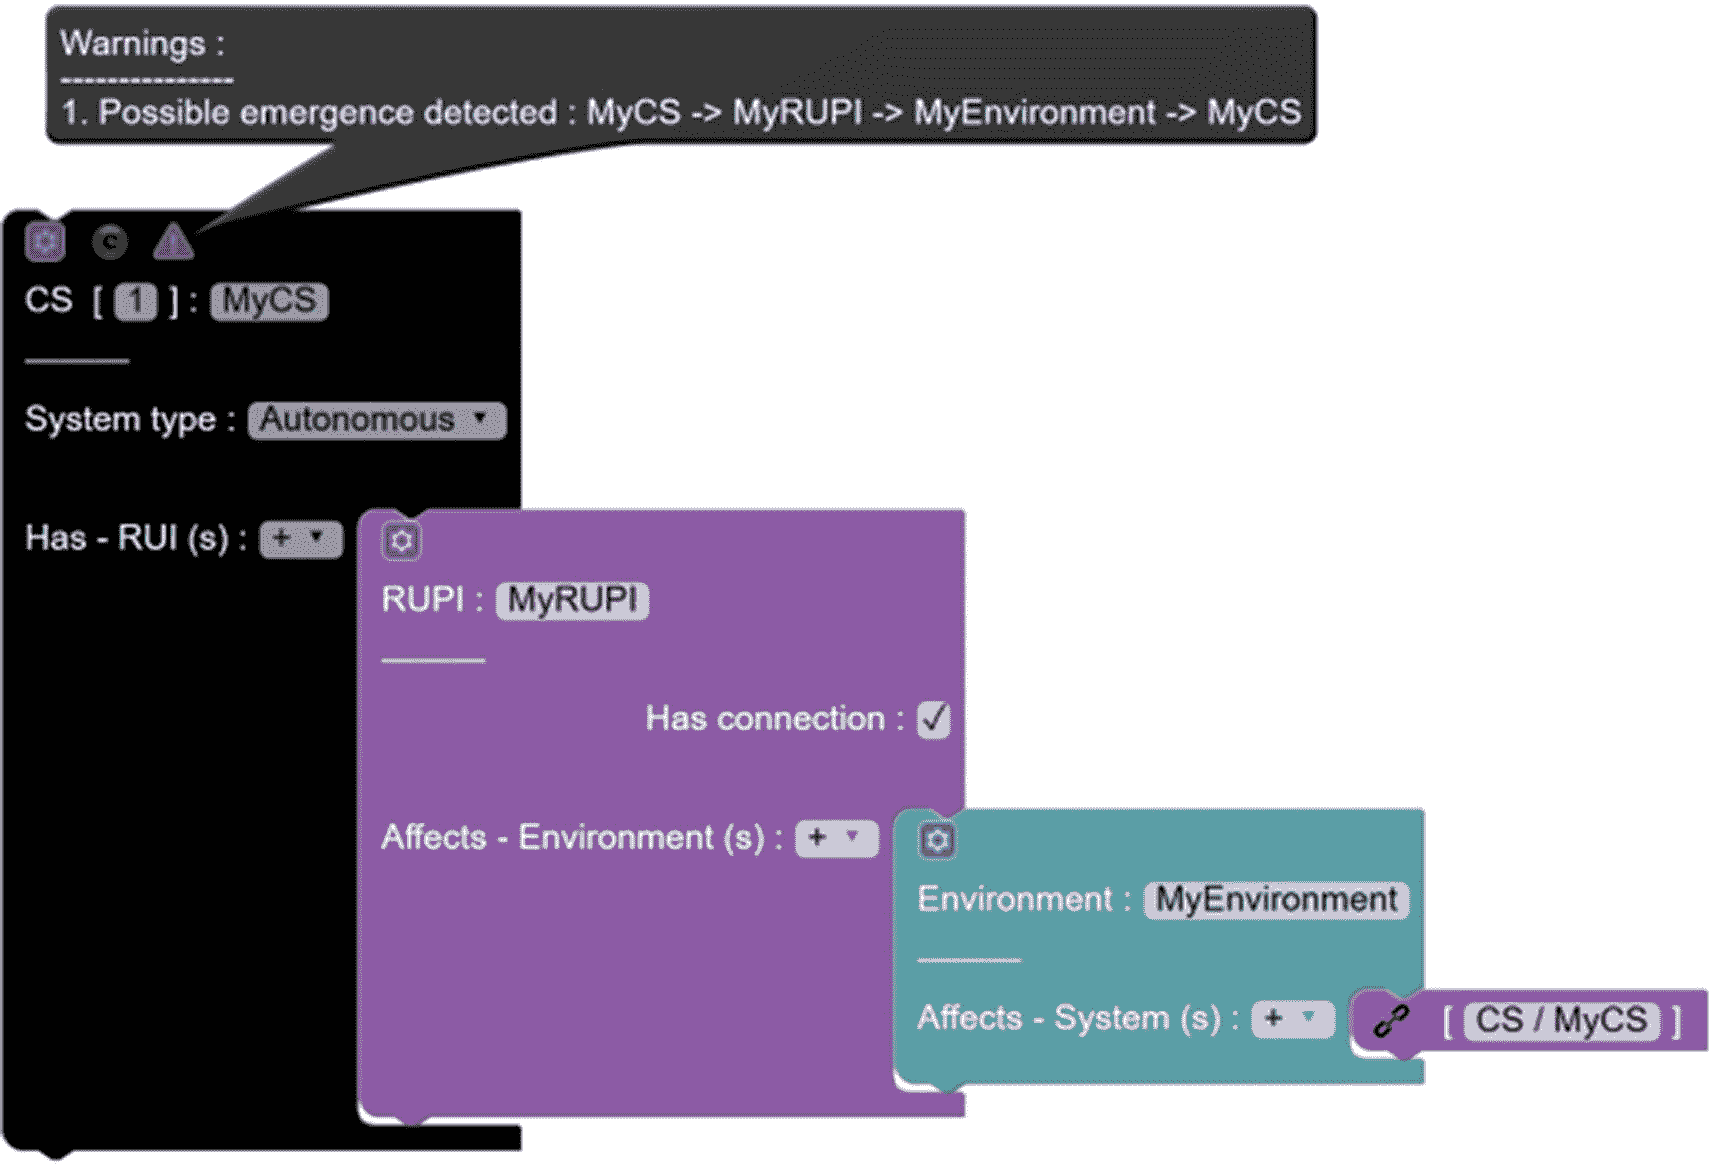 Warnings :
---------------
1. Possible emergence detected : MyCS -> MyRUPI -> MyEnvironment -> MyCS
C
CS [ 1 ] : MyCS
System type : Autonomous ▼
Has - RUI (s) : + ▼
RUPI : MyRUPI
Has connection : ✓
Affects - Environment (s) : + ▼
Environment : MyEnvironment
Affects - System (s) : + ▼ [ CS / MyCS ]